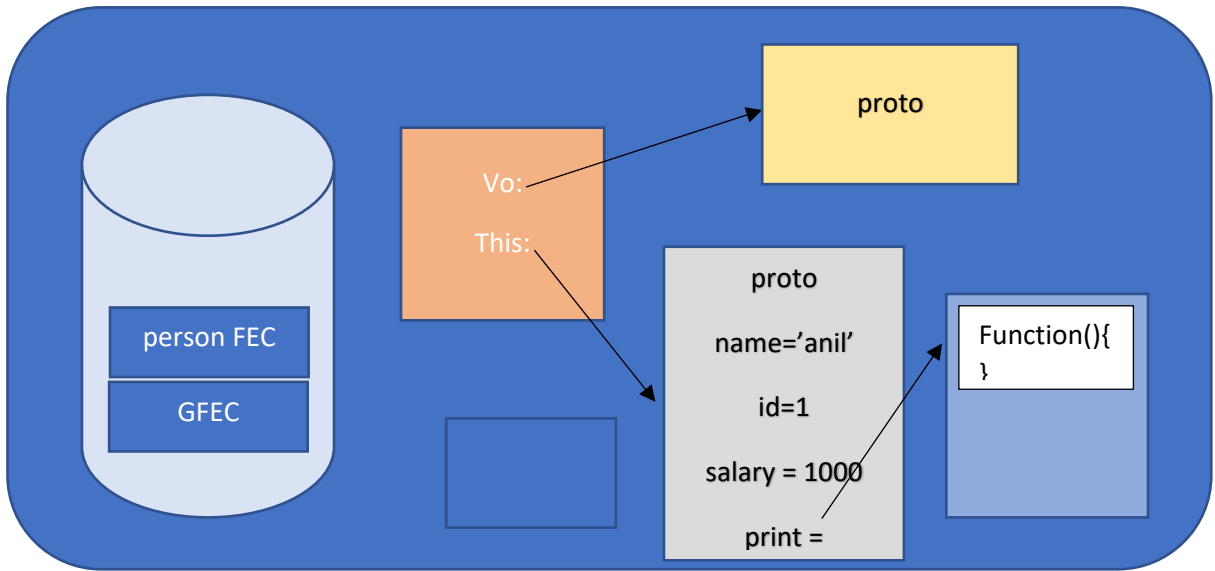 proto
Vo:
This:
person FEC
GFEC
proto
name=’anil’
id=1
salary = 1000
print =
Function(){
}